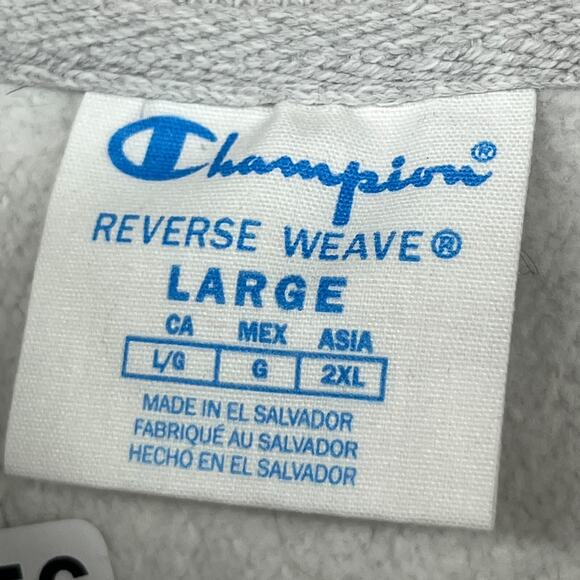 Champion®
REVERSE WEAVE®
LARGE
CA MEX ASIA
L/G G 2XL
MADE IN EL SALVADOR
FABRIQUÉ AU SALVADOR
HECHO EN EL SALVADOR